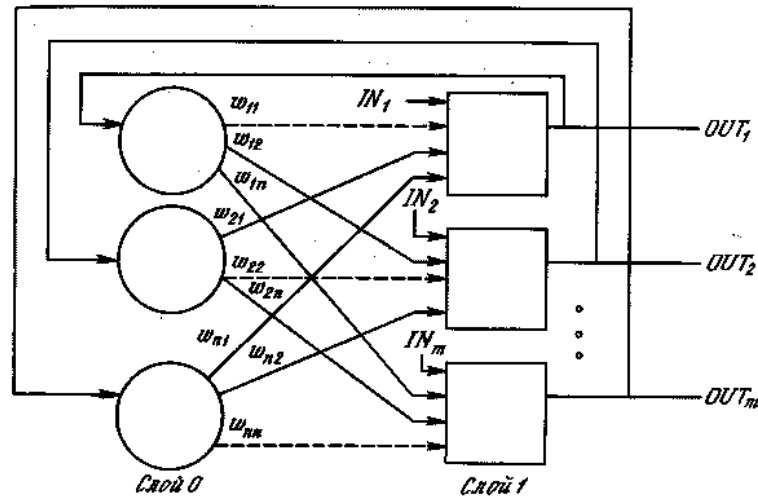 w₁₁
w₁₂
w₁ₙ
w₂₁
w₂₂
w₂ₙ
wₙ₁
wₙ₂
wₙₙ
IN₁
IN₂
INₘ
OUT₁
OUT₂
OUTₘ
Слой 0
Слой 1